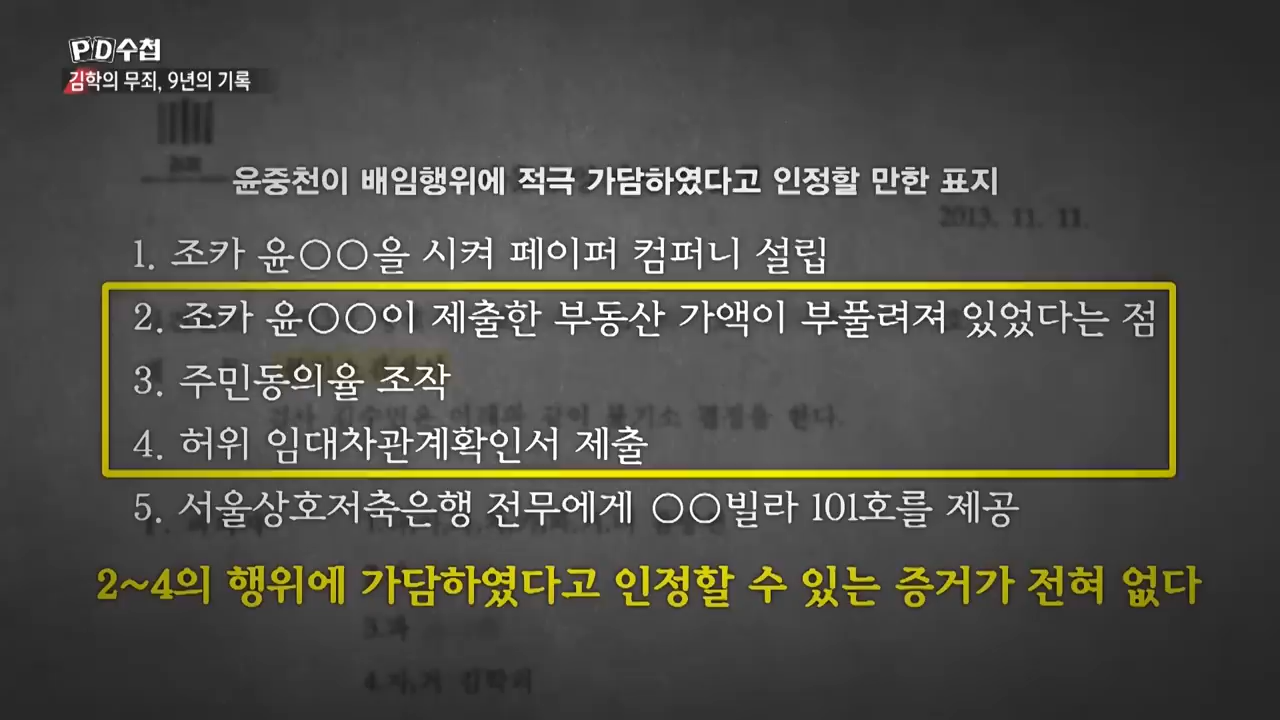 PD수첩
김학의 무죄, 9년의 기록
윤중천이 배임행위에 적극 가담하였다고 인정할 만한 표지
2013. 11. 11.
1. 조카 윤○○을 시켜 페이퍼 컴퍼니 설립
2. 조카 윤○○이 제출한 부동산 가액이 부풀려져 있었다는 점
3. 주민동의율 조작
4. 허위 임대차관계확인서 제출
5. 서울상호저축은행 전무에게 ○○빌라 101호를 제공
2~4의 행위에 가담하였다고 인정할 수 있는 증거가 전혀 없다
4.자,거 김학의